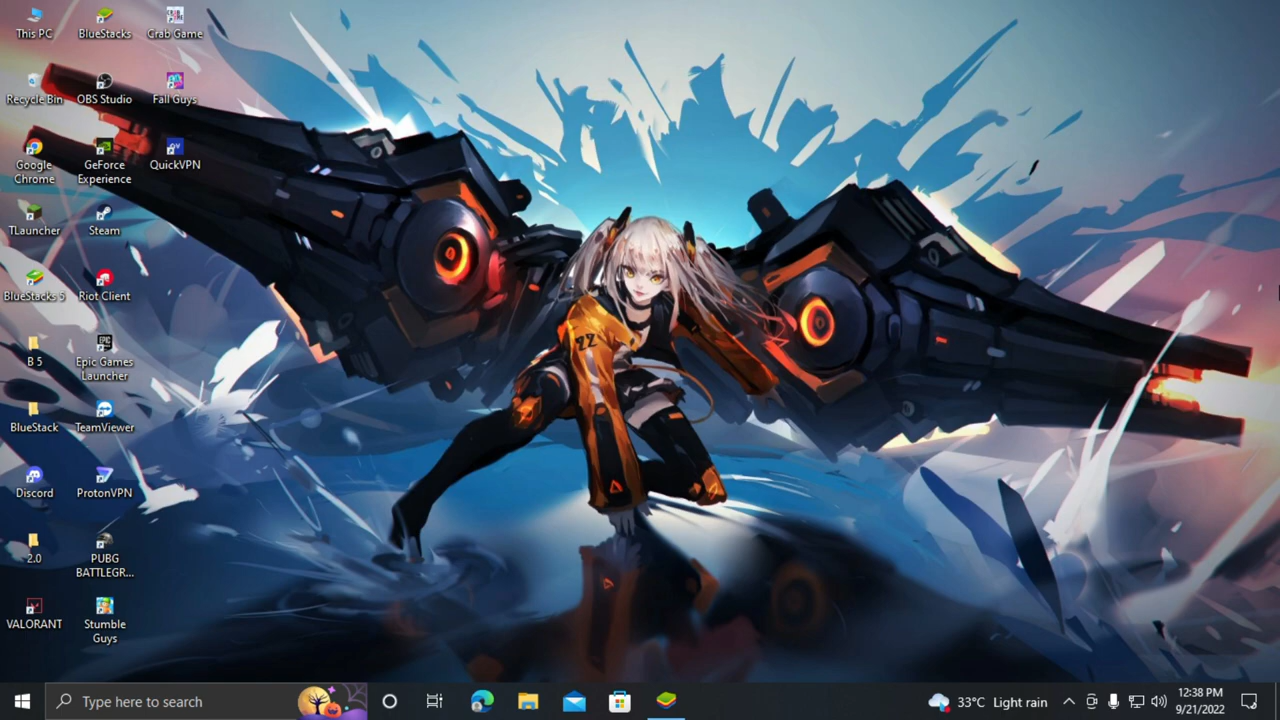 This PC
BlueStacks
Crab Game
Recycle Bin
OBS Studio
Fall Guys
Google
Chrome
GeForce
Experience
QuickVPN
TLauncher
Steam
BlueStacks 5
Riot Client
B 5
EPIC
Epic Games
Launcher
BlueStack
TeamViewer
Discord
ProtonVPN
2.0
PUBG
BATTLEGR...
VALORANT
Stumble
Guys
22
Type here to search
33°C Light rain
12:38 PM
9/21/2022